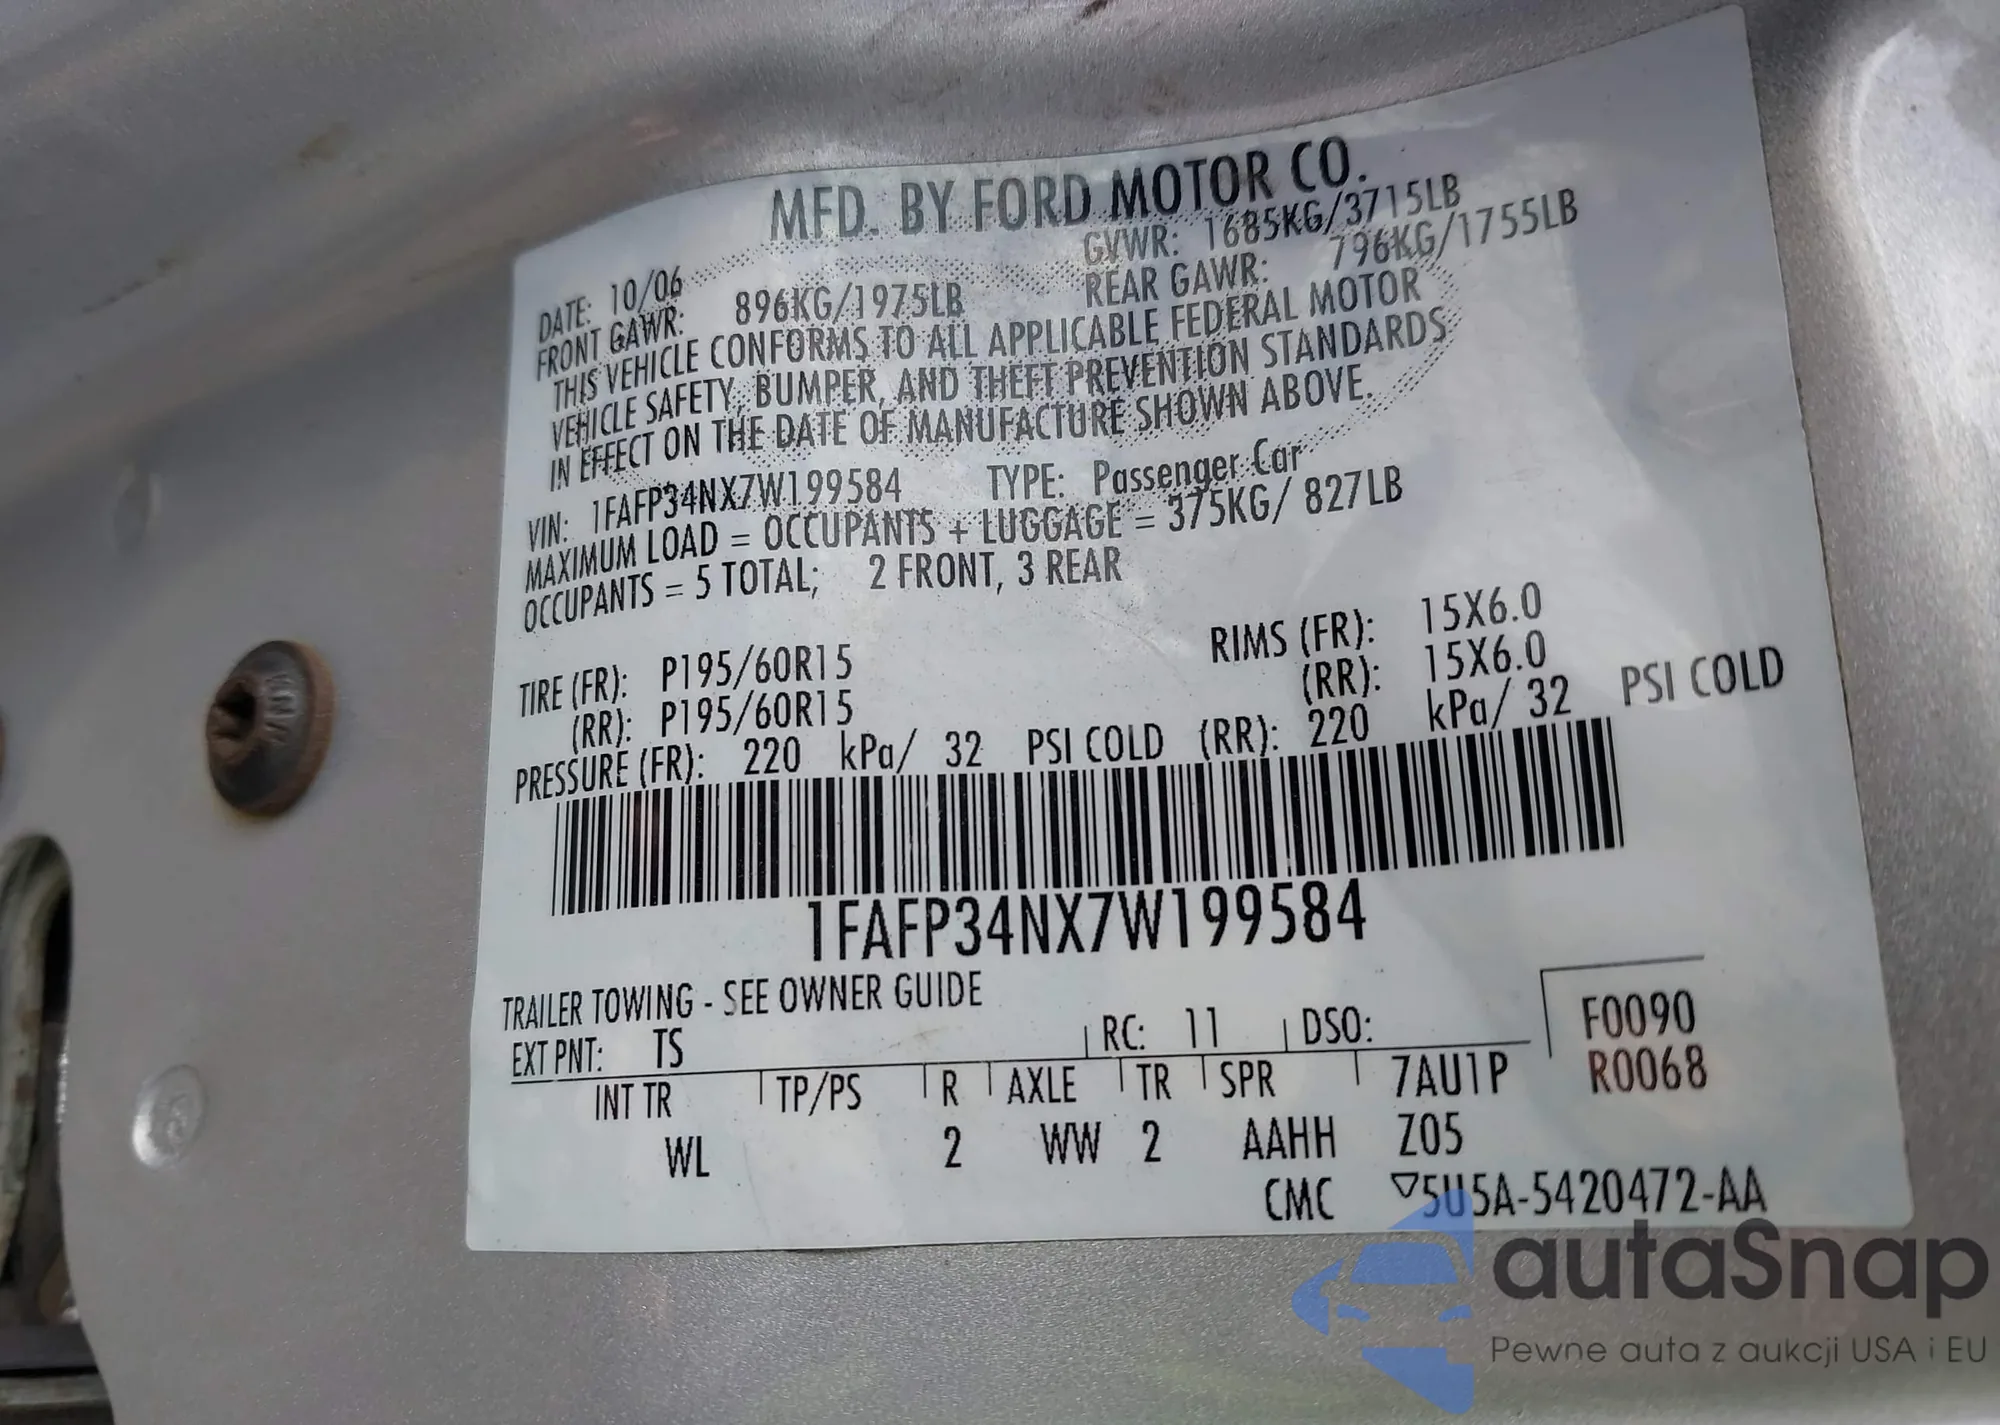 MFD. BY FORD MOTOR CO.
DATE: 10/06 GVWR: 1685KG/3715LB
FRONT GAWR: 896KG/1975LB REAR GAWR: 796KG/1755LB
THIS VEHICLE CONFORMS TO ALL APPLICABLE FEDERAL MOTOR
VEHICLE SAFETY, BUMPER, AND THEFT PREVENTION STANDARDS
IN EFFECT ON THE DATE OF MANUFACTURE SHOWN ABOVE.
VIN: 1FAFP34NX7W199584 TYPE: Passenger Car
MAXIMUM LOAD = OCCUPANTS + LUGGAGE = 375KG/ 827LB
OCCUPANTS = 5 TOTAL; 2 FRONT, 3 REAR
TIRE (FR): P195/60R15 RIMS (FR): 15X6.0
(RR): P195/60R15 (RR): 15X6.0
PRESSURE (FR): 220 kPa/ 32 PSI COLD (RR): 220 kPa/ 32 PSI COLD
1FAFP34NX7W199584
TRAILER TOWING - SEE OWNER GUIDE
F0090
EXT PNT: TS RC: 11 DSO:
R0068
INT TR TP/PS R AXLE TR SPR 7AU1P
WL 2 WW 2 AAHH Z05
CMC ▽5U5A-5420472-AA
autaSnap
Pewne auta z aukcji USA i EU